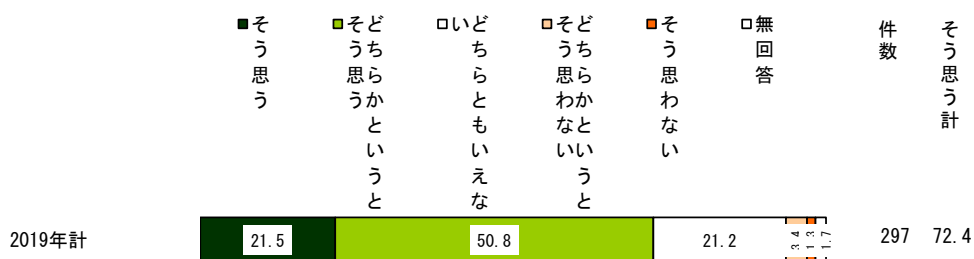 そう思う
どちらかというと
そう思う
どちらともいえな
い
どちらかというと
そう思わない
そう思わない
無回答
件数
そう思う計
2019年計
21.5
50.8
21.2
3.4
1.3
1.7
297
72.4